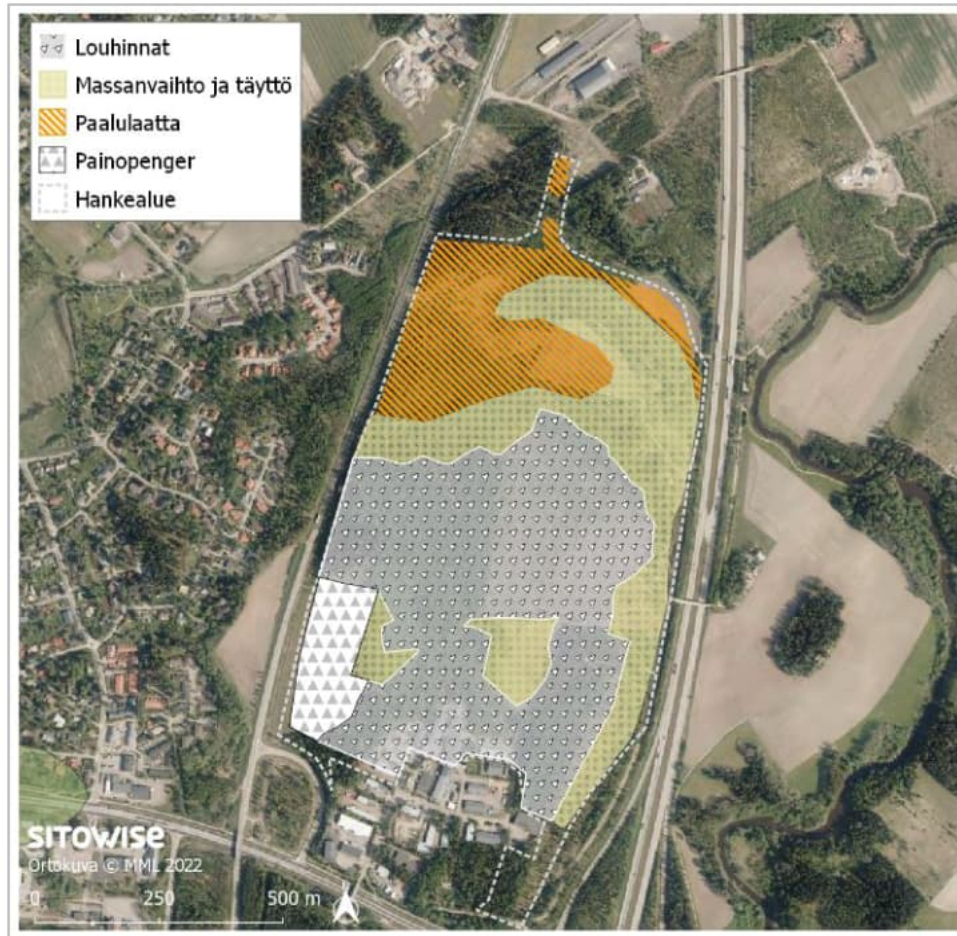 Louhinnat
Massanvaihto ja täyttö
Paalulaatta
Painopenger
Hankealue
SITOWISE
Ortokuva © MML 2022
0 250 500 m